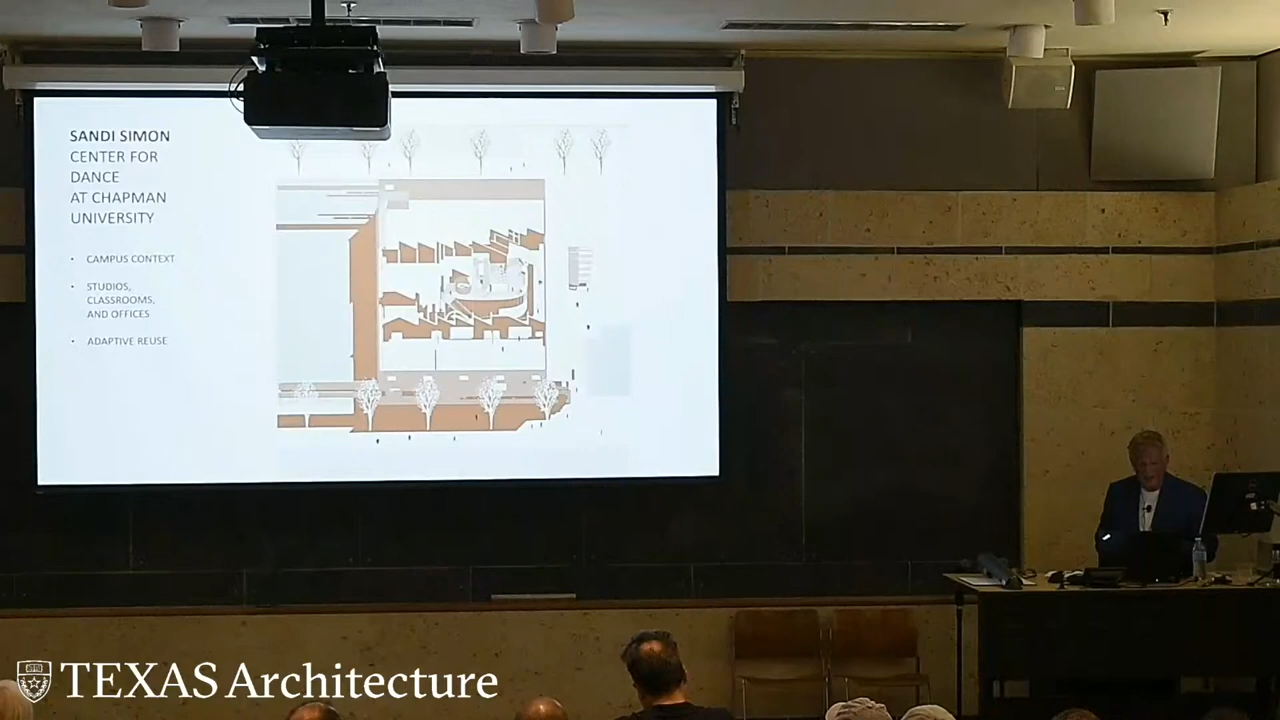 SANDI SIMON
CENTER FOR
DANCE
AT CHAPMAN
UNIVERSITY
• CAMPUS CONTEXT
• STUDIOS,
CLASSROOMS,
AND OFFICES
• ADAPTIVE REUSE
TEXAS Architecture